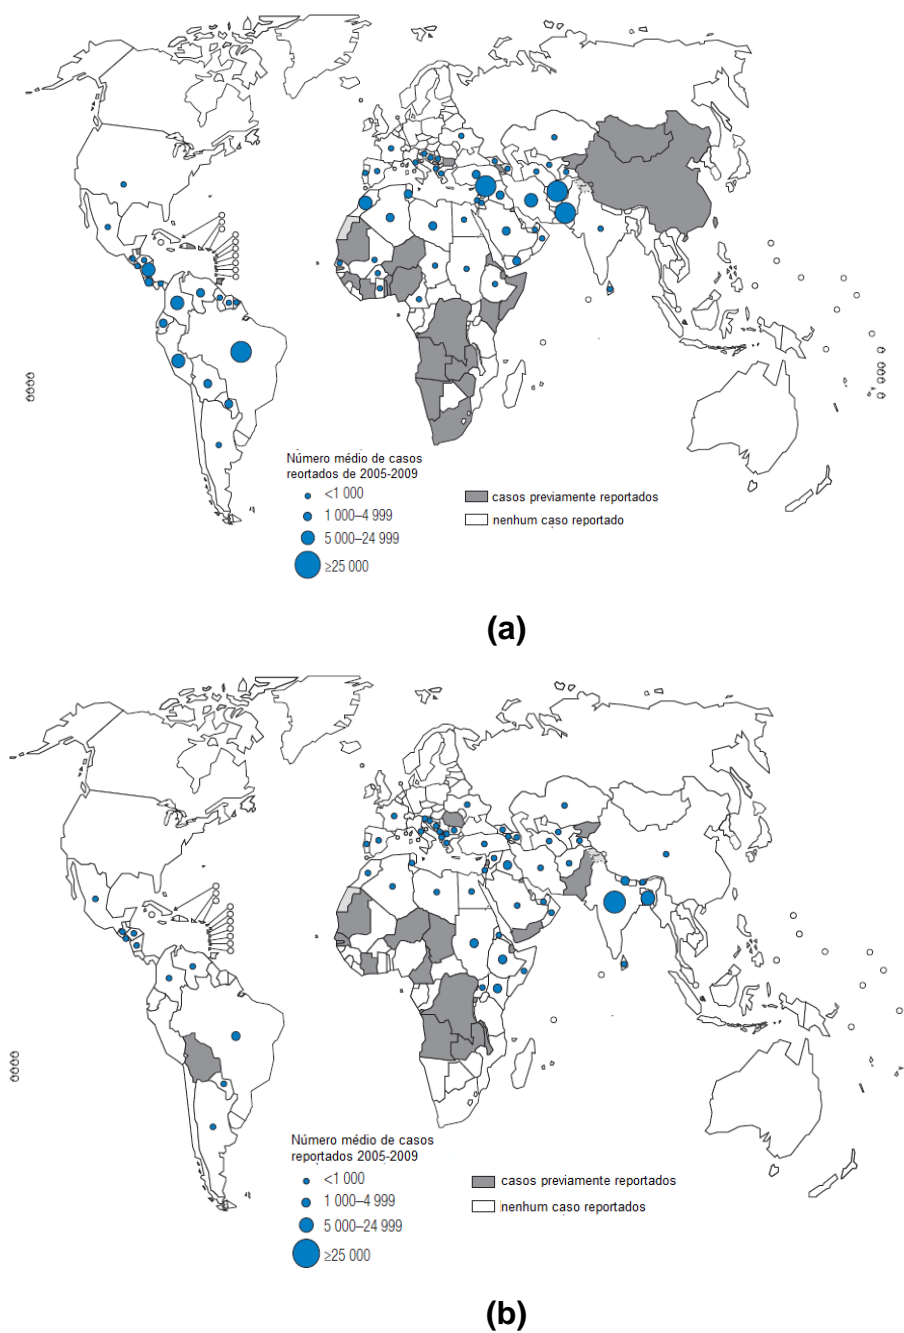 Número médio de casos
reortados de 2005-2009
<1 000
1 000–4 999
5 000–24 999
≥25 000
casos previamente reportados
nenhum caso reportado
(a)
Número médio de casos
reportados 2005-2009
<1 000
1 000–4 999
5 000–24 999
≥25 000
casos previamente reportados
nenhum caso reportados
(b)